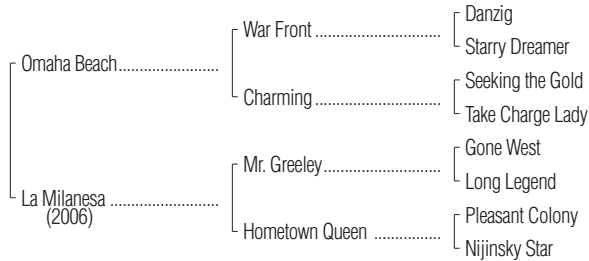 Danzig
War Front
Starry Dreamer
Omaha Beach
Seeking the Gold
Charming
Take Charge Lady
Gone West
Mr. Greeley
Long Legend
La Milanesa
(2006)
Pleasant Colony
Hometown Queen
Nijinsky Star